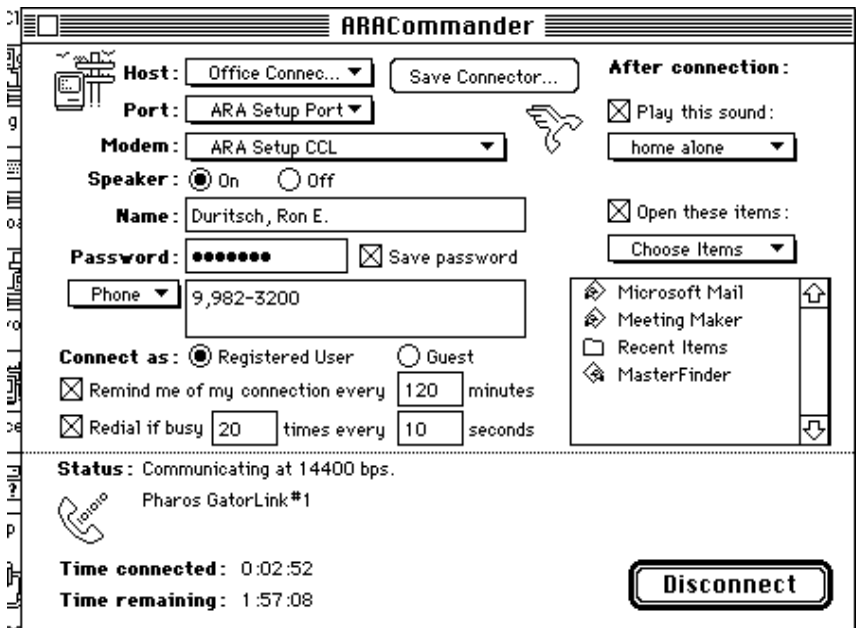 ARACommander
Host: Office Connec... Save Connector...
Port: ARA Setup Port
Modem: ARA Setup CCL
Speaker: On Off
Name: Duritsch, Ron E.
Password: ●●●●●●● Save password
Phone 9,982-3200
Connect as: Registered User Guest
Remind me of my connection every 120 minutes
Redial if busy 20 times every 10 seconds
After connection:
Play this sound:
home alone
Open these items:
Choose Items
Microsoft Mail
Meeting Maker
Recent Items
MasterFinder
Status: Communicating at 14400 bps.
Pharos GatorLink#1
Time connected: 0:02:52
Time remaining: 1:57:08
Disconnect